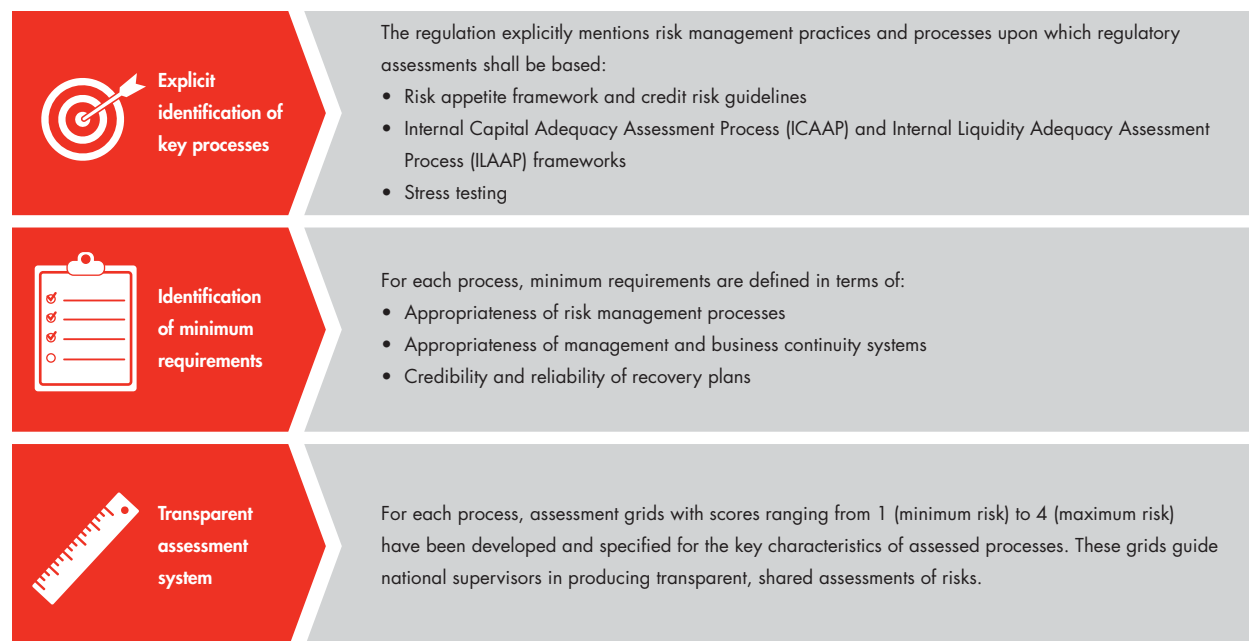 Explicit
identification of
key processes
The regulation explicitly mentions risk management practices and processes upon which regulatory
assessments shall be based:
• Risk appetite framework and credit risk guidelines
• Internal Capital Adequacy Assessment Process (ICAAP) and Internal Liquidity Adequacy Assessment
Process (ILAAP) frameworks
• Stress testing
Identification
of minimum
requirements
For each process, minimum requirements are defined in terms of:
• Appropriateness of risk management processes
• Appropriateness of management and business continuity systems
• Credibility and reliability of recovery plans
Transparent
assessment
system
For each process, assessment grids with scores ranging from 1 (minimum risk) to 4 (maximum risk)
have been developed and specified for the key characteristics of assessed processes. These grids guide
national supervisors in producing transparent, shared assessments of risks.